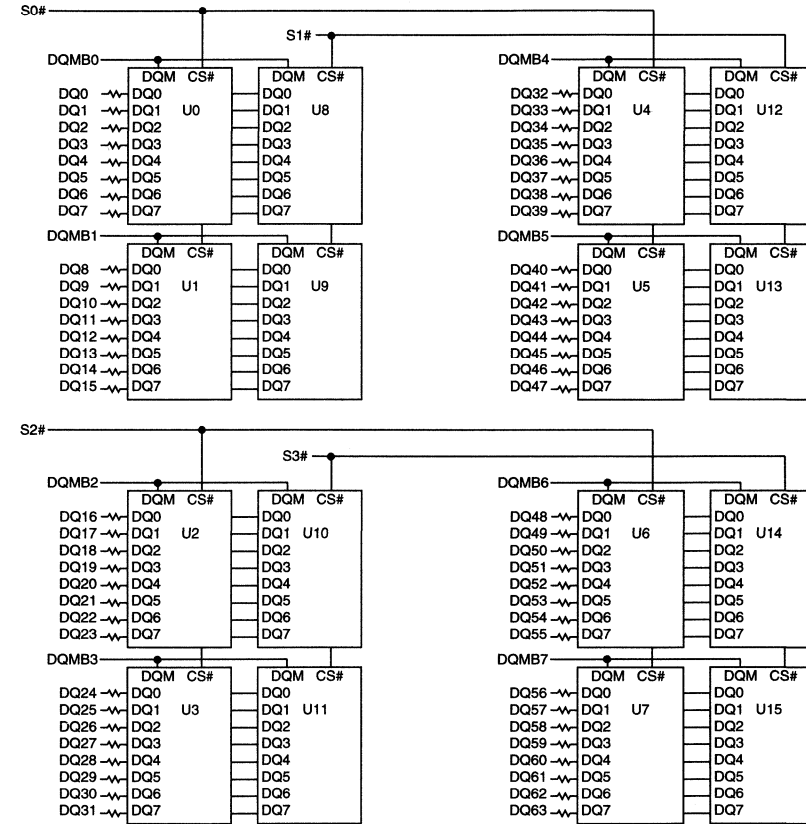 S0#
S1#
DQMB0 DQMB4
DQM CS# DQM CS# DQM CS# DQM CS#
DQ0 DQ0 DQ0 DQ32 DQ0 DQ0
DQ1 DQ1 U0 DQ1 U8 DQ33 DQ1 U4 DQ1 U12
DQ2 DQ2 DQ2 DQ34 DQ2 DQ2
DQ3 DQ3 DQ3 DQ35 DQ3 DQ3
DQ4 DQ4 DQ4 DQ36 DQ4 DQ4
DQ5 DQ5 DQ5 DQ37 DQ5 DQ5
DQ6 DQ6 DQ6 DQ38 DQ6 DQ6
DQ7 DQ7 DQ7 DQ39 DQ7 DQ7
DQMB1 DQMB5
DQM CS# DQM CS# DQM CS# DQM CS#
DQ8 DQ0 DQ0 DQ40 DQ0 DQ0
DQ9 DQ1 U1 DQ1 U9 DQ41 DQ1 U5 DQ1 U13
DQ10 DQ2 DQ2 DQ42 DQ2 DQ2
DQ11 DQ3 DQ3 DQ43 DQ3 DQ3
DQ12 DQ4 DQ4 DQ44 DQ4 DQ4
DQ13 DQ5 DQ5 DQ45 DQ5 DQ5
DQ14 DQ6 DQ6 DQ46 DQ6 DQ6
DQ15 DQ7 DQ7 DQ47 DQ7 DQ7
S2#
S3#
DQMB2 DQMB6
DQM CS# DQM CS# DQM CS# DQM CS#
DQ16 DQ0 DQ0 DQ48 DQ0 DQ0
DQ17 DQ1 U2 DQ1 U10 DQ49 DQ1 U6 DQ1 U14
DQ18 DQ2 DQ2 DQ50 DQ2 DQ2
DQ19 DQ3 DQ3 DQ51 DQ3 DQ3
DQ20 DQ4 DQ4 DQ52 DQ4 DQ4
DQ21 DQ5 DQ5 DQ53 DQ5 DQ5
DQ22 DQ6 DQ6 DQ54 DQ6 DQ6
DQ23 DQ7 DQ7 DQ55 DQ7 DQ7
DQMB3 DQMB7
DQM CS# DQM CS# DQM CS# DQM CS#
DQ24 DQ0 DQ0 DQ56 DQ0 DQ0
DQ25 DQ1 U3 DQ1 U11 DQ57 DQ1 U7 DQ1 U15
DQ26 DQ2 DQ2 DQ58 DQ2 DQ2
DQ27 DQ3 DQ3 DQ59 DQ3 DQ3
DQ28 DQ4 DQ4 DQ60 DQ4 DQ4
DQ29 DQ5 DQ5 DQ61 DQ5 DQ5
DQ30 DQ6 DQ6 DQ62 DQ6 DQ6
DQ31 DQ7 DQ7 DQ63 DQ7 DQ7